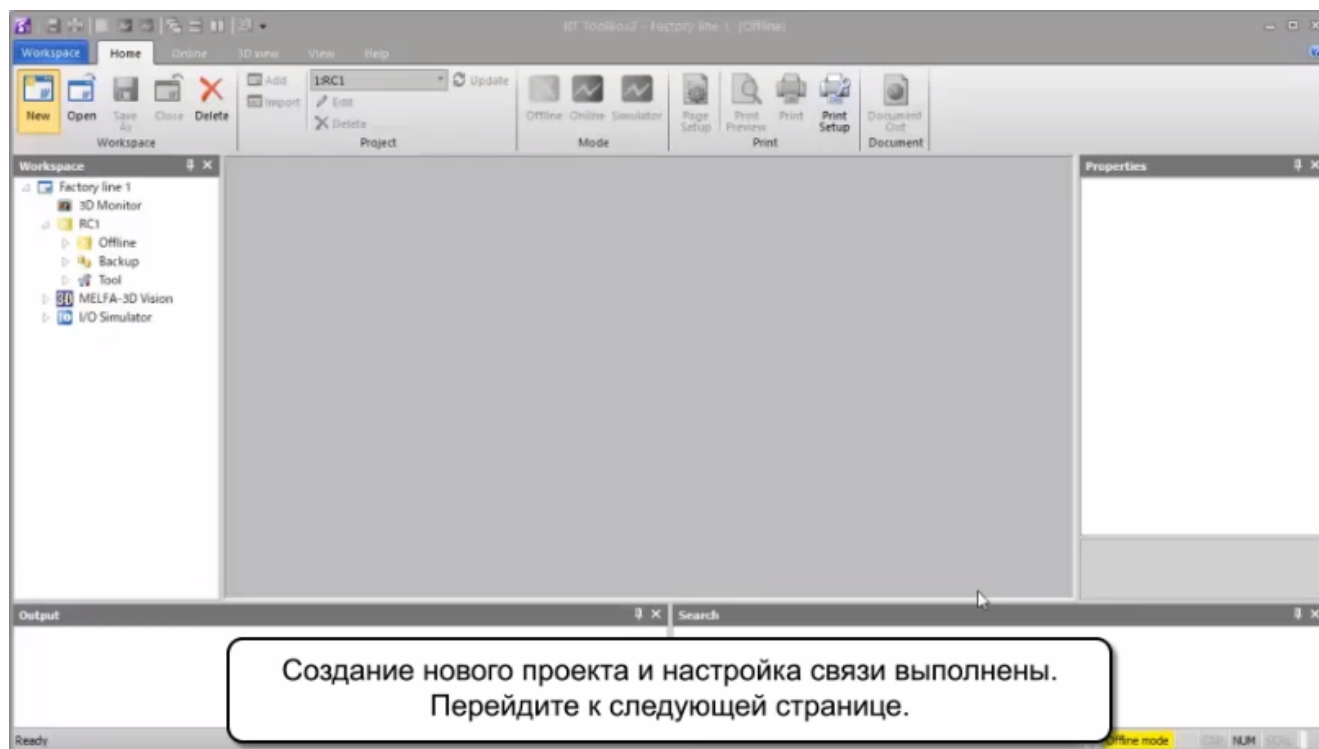 RT ToolBox3 - Factory line 1 (Offline)
Workspace Home Online 3D view View Help
New Open Save As Close Delete
Workspace
Add
Import
1:RC1
Update
Edit
Delete
Project
Offline Online Simulator
Mode
Page Setup Print Preview Print Print Setup
Print
Document Out
Document
Workspace
Factory line 1
3D Monitor
RC1
Offline
Backup
Tool
MELFA-3D Vision
I/O Simulator
Properties
Output
Search
Создание нового проекта и настройка связи выполнены.
Перейдите к следующей странице.
Ready
Offline mode
NUM